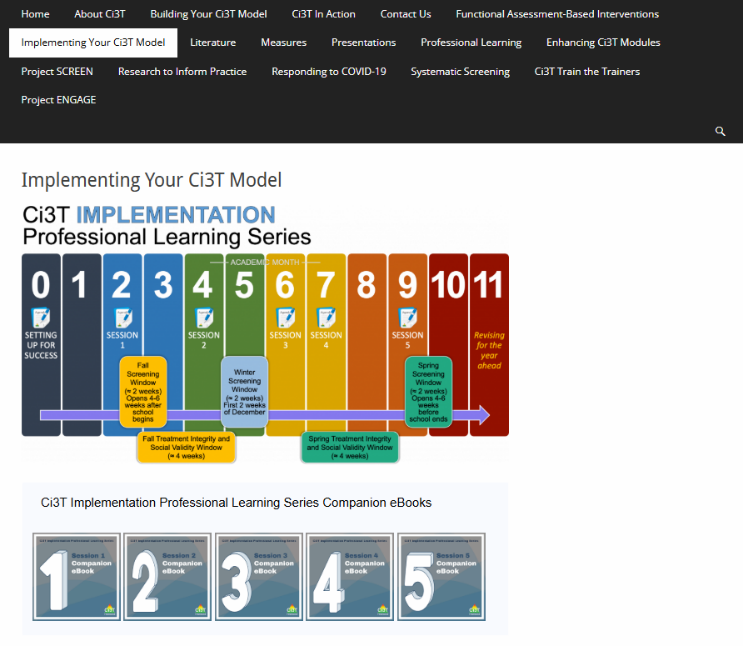 Home About Ci3T Building Your Ci3T Model Ci3T In Action Contact Us Functional Assessment-Based Interventions
Implementing Your Ci3T Model Literature Measures Presentations Professional Learning Enhancing Ci3T Modules
Project SCREEN Research to Inform Practice Responding to COVID-19 Systematic Screening Ci3T Train the Trainers
Project ENGAGE
Implementing Your Ci3T Model
Ci3T IMPLEMENTATION
Professional Learning Series
ACADEMIC MONTH
0 1 2 3 4 5 6 7 8 9 10 11
SETTING
UP FOR
SUCCESS
SESSION
1
SESSION
2
SESSION
3
SESSION
4
SESSION
5
Revising
for the
year
ahead
Fall
Screening
Window
(≈ 2 weeks)
Opens 4-6
weeks after
school
begins
Winter
Screening
Window
(≈ 2 weeks)
First 2 weeks
of December
Spring
Screening
Window
(≈ 2 weeks)
Opens 4-6
weeks
before
school ends
Fall Treatment Integrity and
Social Validity Window
(≈ 4 weeks)
Spring Treatment Integrity
and Social Validity Window
(≈ 4 weeks)
Ci3T Implementation Professional Learning Series Companion eBooks
1
Session 1
Companion
eBook
2
Session 2
Companion
eBook
3
Session 3
Companion
eBook
4
Session 4
Companion
eBook
5
Session 5
Companion
eBook